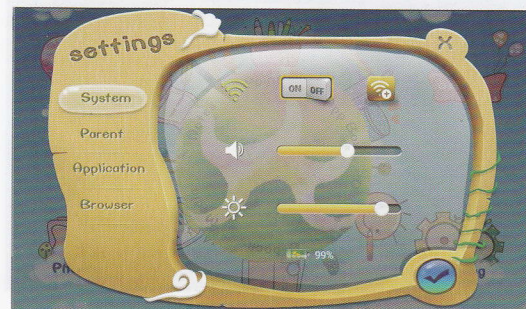 settings
X
ON OFF
System
Parent
Application
Browser
99%